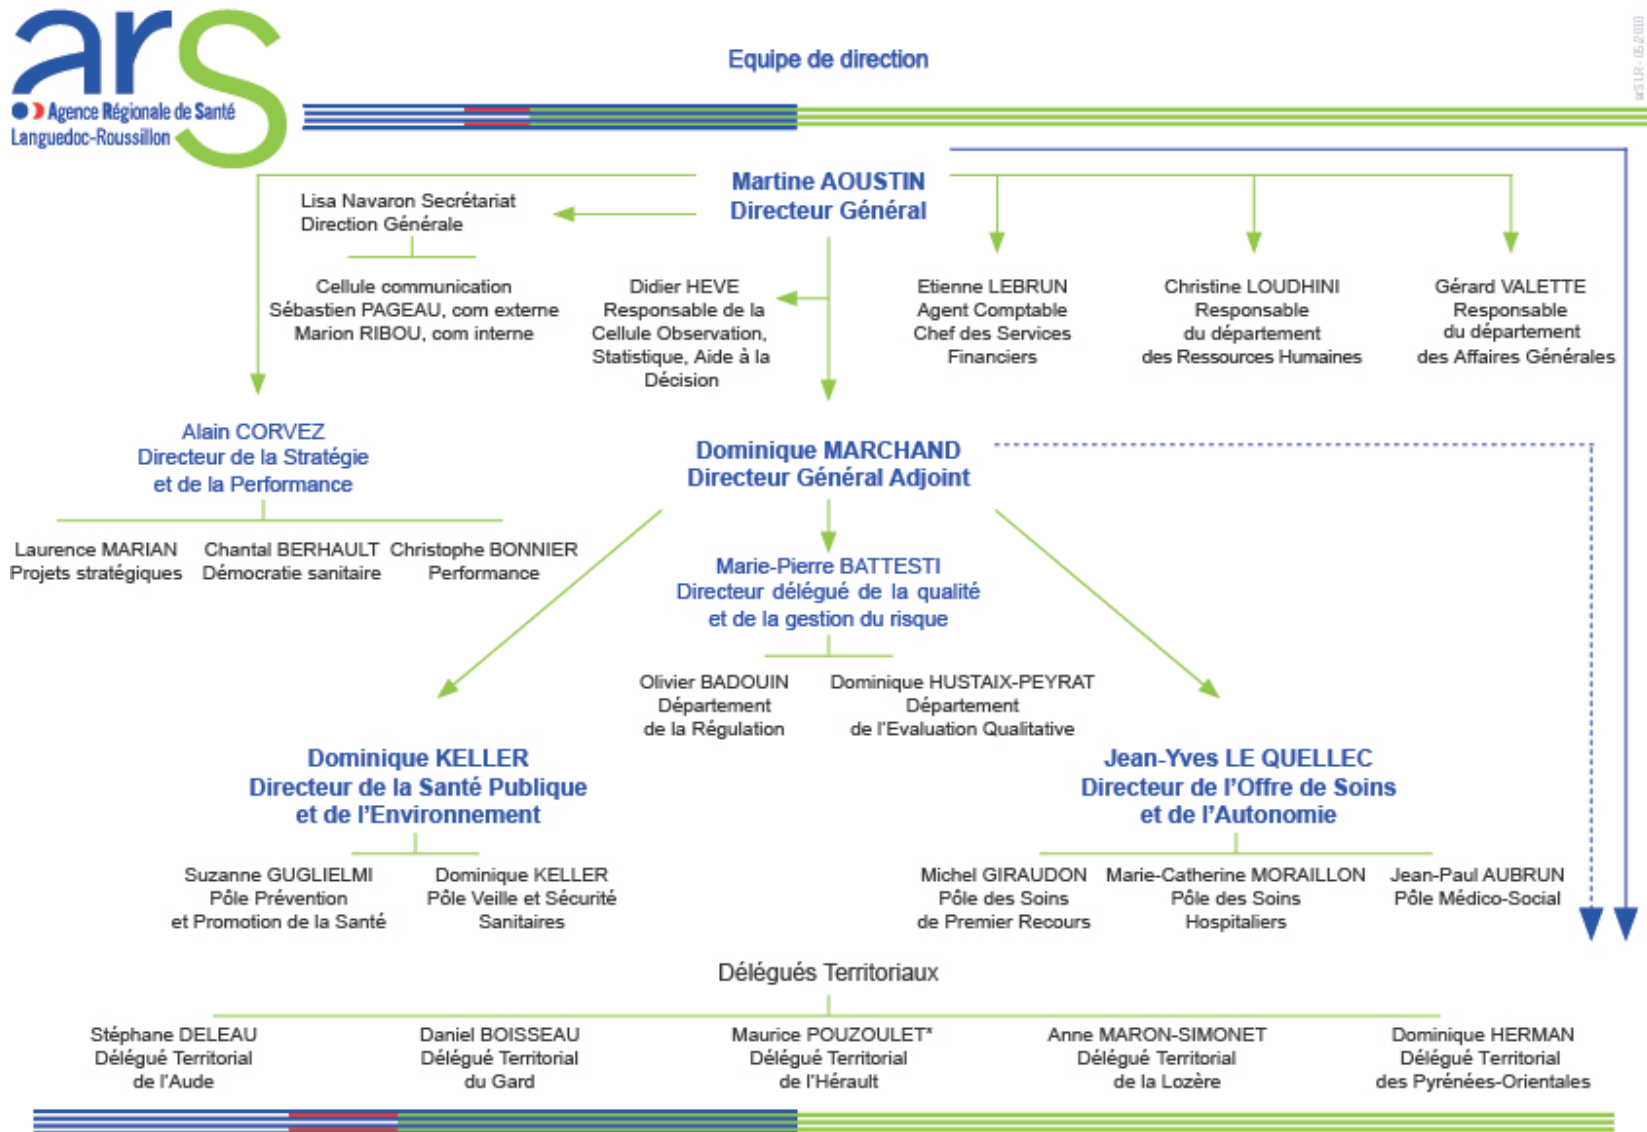 ars
Agence Régionale de Santé
Languedoc-Roussillon
Equipe de direction
arS LR - 05/2010
Martine AOUSTIN
Directeur Général
Lisa Navaron Secrétariat
Direction Générale
Cellule communication
Sébastien PAGEAU, com externe
Marion RIBOU, com interne
Didier HEVE
Responsable de la
Cellule Observation,
Statistique, Aide à la
Décision
Etienne LEBRUN
Agent Comptable
Chef des Services
Financiers
Christine LOUDHINI
Responsable
du département
des Ressources Humaines
Gérard VALETTE
Responsable
du département
des Affaires Générales
Alain CORVEZ
Directeur de la Stratégie
et de la Performance
Laurence MARIAN
Projets stratégiques
Chantal BERHAULT
Démocratie sanitaire
Christophe BONNIER
Performance
Dominique MARCHAND
Directeur Général Adjoint
Marie-Pierre BATTESTI
Directeur délégué de la qualité
et de la gestion du risque
Olivier BADOUIN
Département
de la Régulation
Dominique HUSTAIX-PEYRAT
Département
de l'Evaluation Qualitative
Dominique KELLER
Directeur de la Santé Publique
et de l'Environnement
Suzanne GUGLIELMI
Pôle Prévention
et Promotion de la Santé
Dominique KELLER
Pôle Veille et Sécurité
Sanitaires
Jean-Yves LE QUELLEC
Directeur de l'Offre de Soins
et de l'Autonomie
Michel GIRAUDON
Pôle des Soins
de Premier Recours
Marie-Catherine MORAILLON
Pôle des Soins
Hospitaliers
Jean-Paul AUBRUN
Pôle Médico-Social
Délégués Territoriaux
Stéphane DELEAU
Délégué Territorial
de l'Aude
Daniel BOISSEAU
Délégué Territorial
du Gard
Maurice POUZOULET*
Délégué Territorial
de l'Hérault
Anne MARON-SIMONET
Délégué Territorial
de la Lozère
Dominique HERMAN
Délégué Territorial
des Pyrénées-Orientales